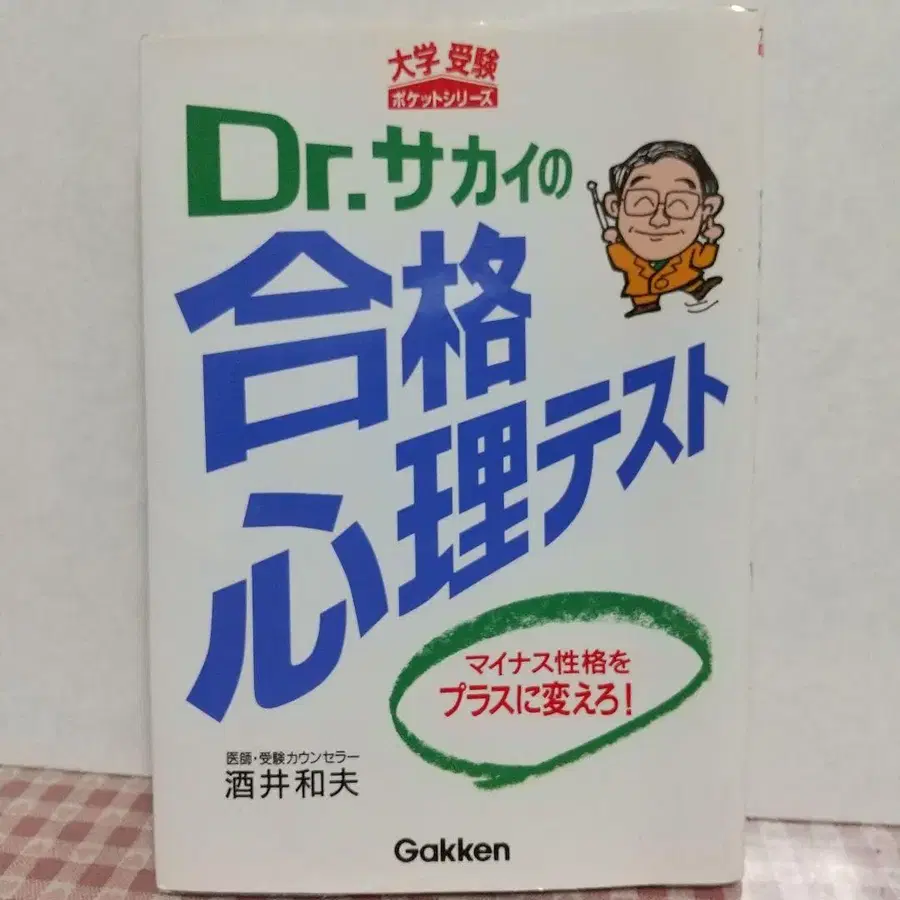 大学受験
ポケットシリーズ
Dr.サカイの
合格
心理テスト
マイナス性格を
プラスに変えろ!
医師・受験カウンセラー
酒井和夫
Gakken